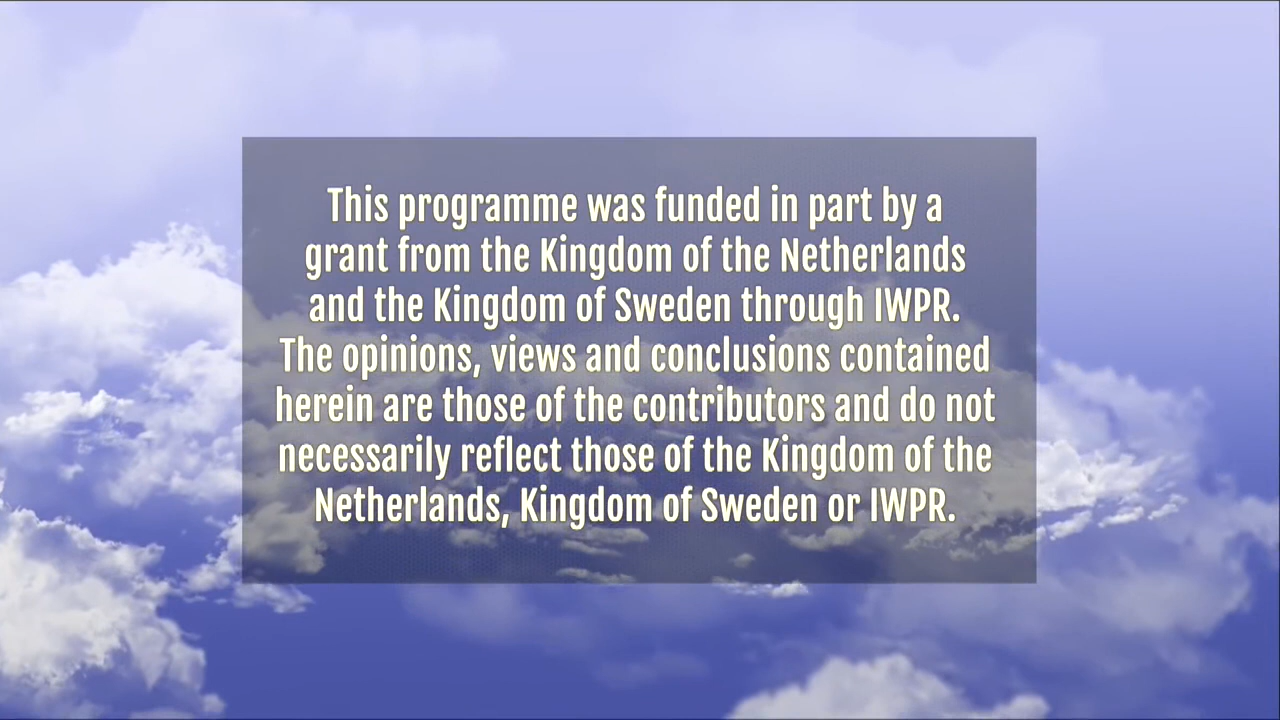 This programme was funded in part by a
grant from the Kingdom of the Netherlands
and the Kingdom of Sweden through IWPR.
The opinions, views and conclusions contained
herein are those of the contributors and do not
necessarily reflect those of the Kingdom of the
Netherlands, Kingdom of Sweden or IWPR.